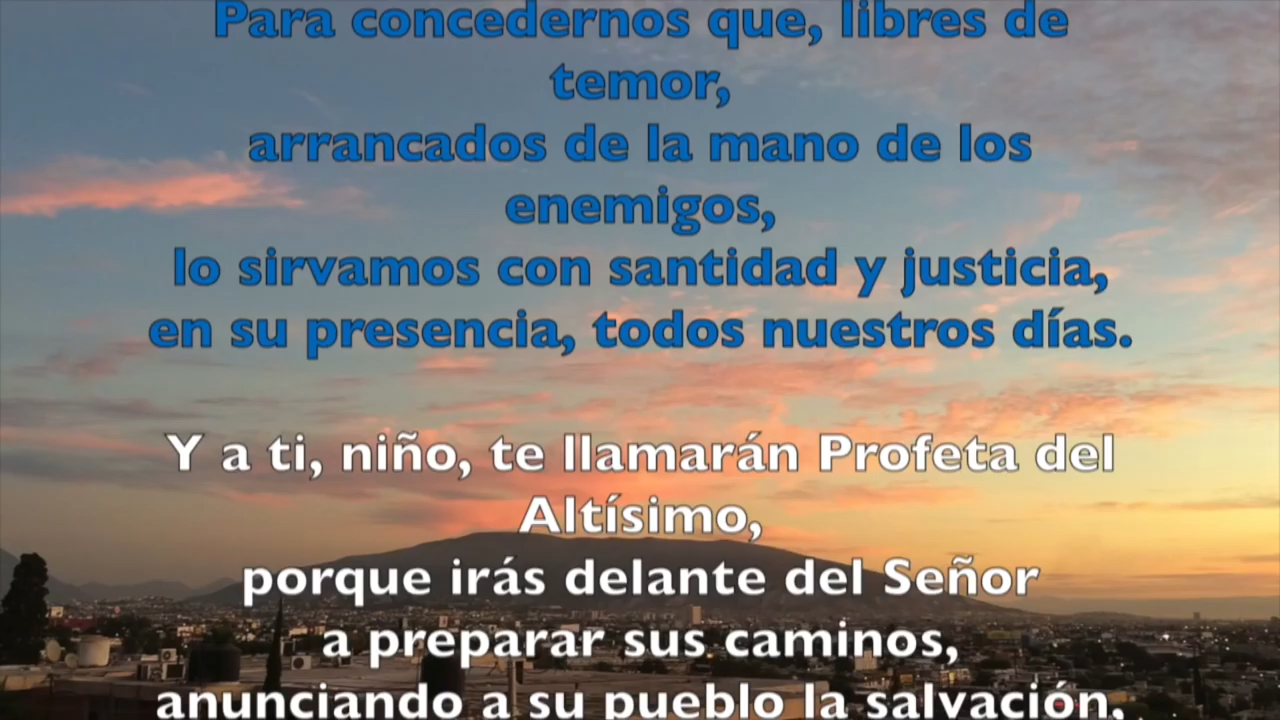 Para concedernos que, libres de
temor,
arrancados de la mano de los
enemigos,
lo sirvamos con santidad y justicia,
en su presencia, todos nuestros días.
Y a ti, niño, te llamarán Profeta del
Altísimo,
porque irás delante del Señor
a preparar sus caminos,
anunciando a su pueblo la salvación,